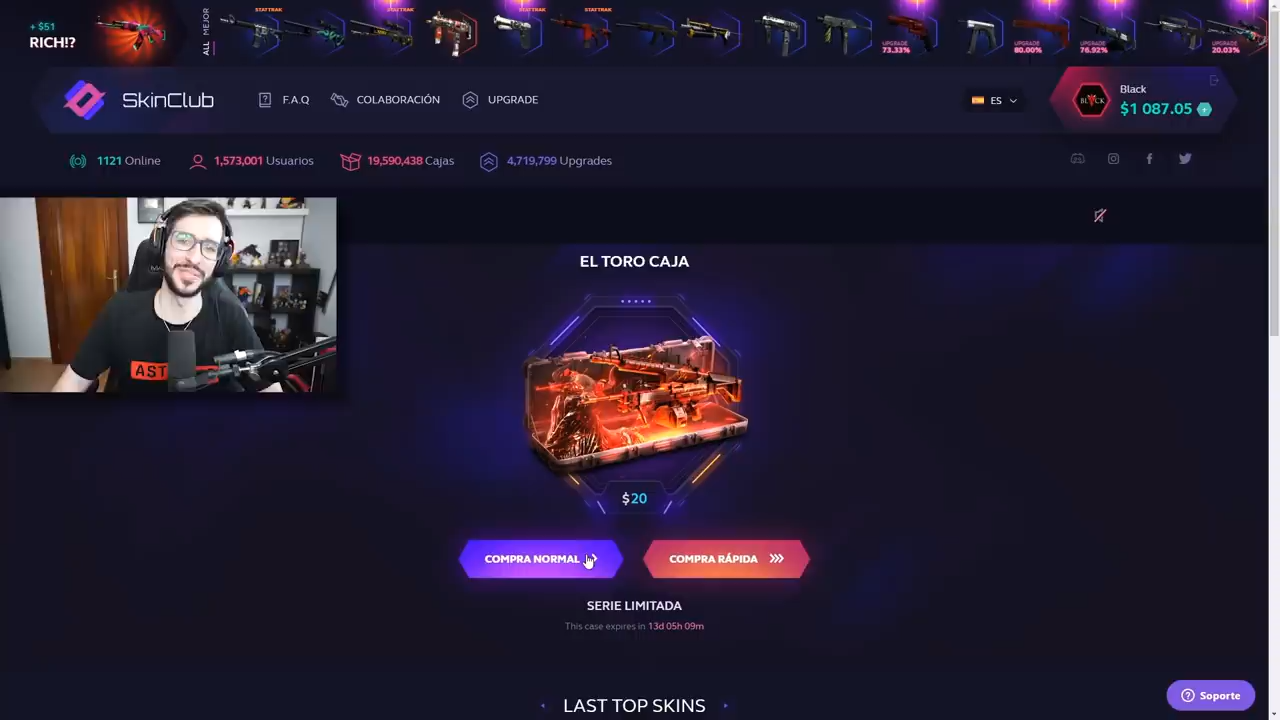 + $51
RICH!?
ALL MEJOR
STATTRAK
STATTRAK
STATTRAK
STATTRAK
UPGRADE
73.33%
UPGRADE
80.00%
UPGRADE
76.92%
UPGRADE
20.03%
SKINCLUB
F.A.Q
COLABORACIÓN
UPGRADE
ES
BLVCK
Black
$1 087.05
1121 Online
1,573,001 Usuarios
19,590,438 Cajas
4,719,799 Upgrades
AST
EL TORO CAJA
$20
COMPRA NORMAL
COMPRA RÁPIDA
SERIE LIMITADA
This case expires in 13d 05h 09m
LAST TOP SKINS
Soporte